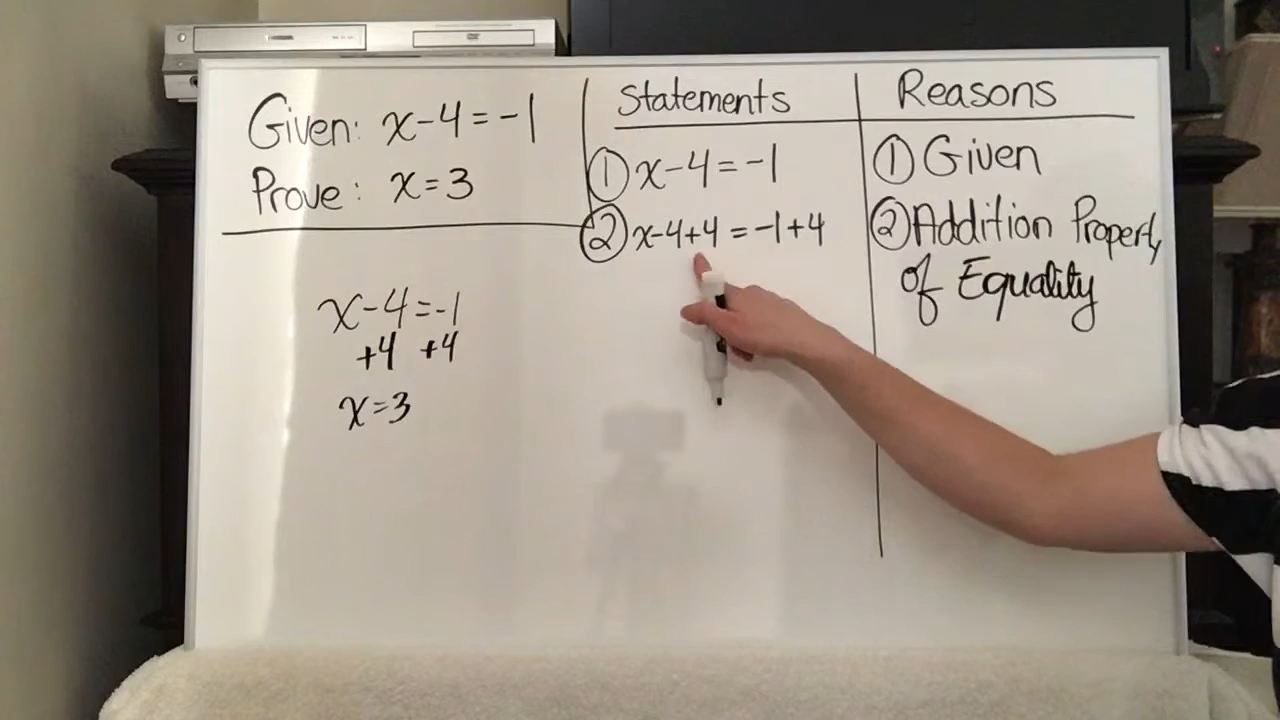 Given: x-4=-1
Prove: x=3
x-4=-1
+4 +4
x=3
Statements
① x-4=-1
② x-4+4=-1+4
Reasons
① Given
② Addition Property
of Equality